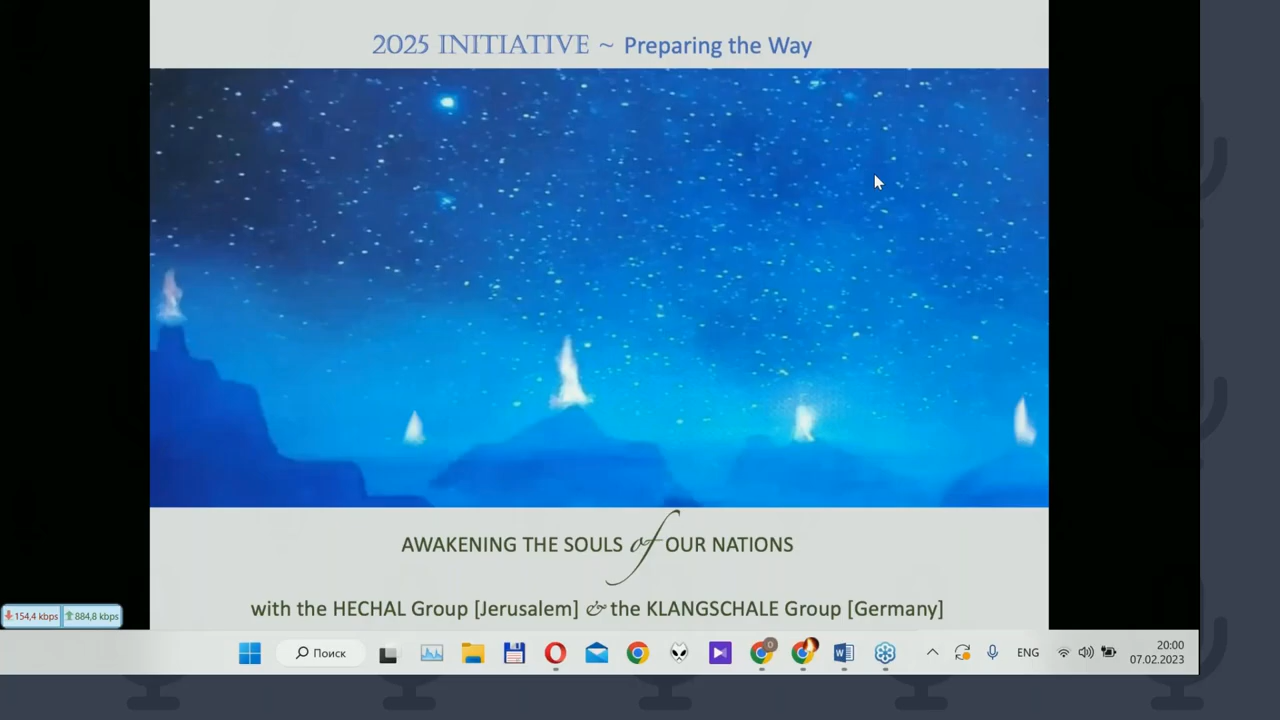 2025 INITIATIVE ~ Preparing the Way
AWAKENING THE SOULS of OUR NATIONS
with the HECHAL Group [Jerusalem] & the KLANGSCHALE Group [Germany]
154,4 kbps 884,8 kbps
Поиск
0
ENG
20:00
07.02.2023